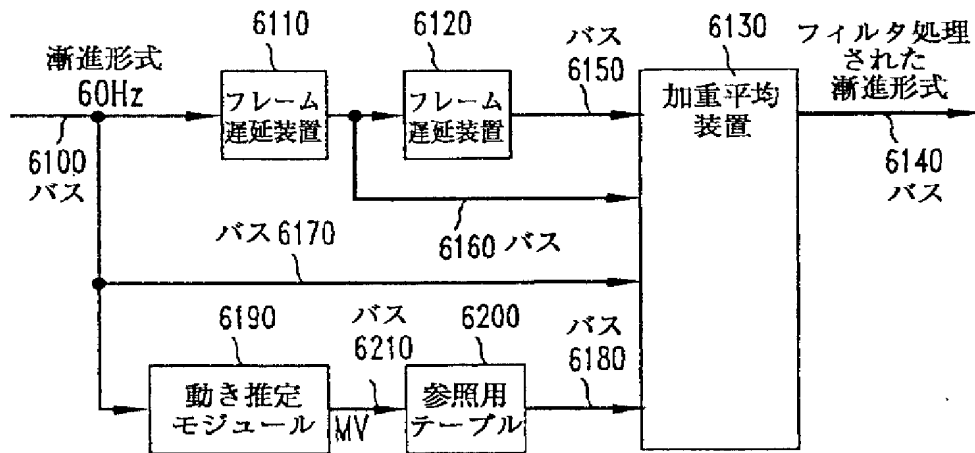 漸進形式
60Hz
6100
バス
6110
フレーム
遅延装置
6120
フレーム
遅延装置
バス
6150
6160 バス
バス 6170
6190
動き推定
モジュール
MV
バス
6210
6200
参照用
テーブル
バス
6180
6130
加重平均
装置
フィルタ処理
された
漸進形式
6140
バス